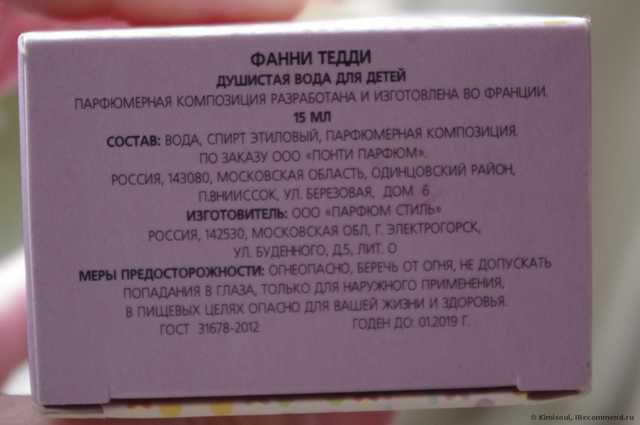 ФАННИ ТЕДДИ
ДУШИСТАЯ ВОДА ДЛЯ ДЕТЕЙ
ПАРФЮМЕРНАЯ КОМПОЗИЦИЯ РАЗРАБОТАНА И ИЗГОТОВЛЕНА ВО ФРАНЦИИ.
15 МЛ
СОСТАВ: ВОДА, СПИРТ ЭТИЛОВЫЙ, ПАРФЮМЕРНАЯ КОМПОЗИЦИЯ.
ПО ЗАКАЗУ ООО «ПОНТИ ПАРФЮМ».
РОССИЯ, 143080, МОСКОВСКАЯ ОБЛАСТЬ, ОДИНЦОВСКИЙ РАЙОН,
П.ВНИИССОК, УЛ. БЕРЕЗОВАЯ, ДОМ 6
ИЗГОТОВИТЕЛЬ: ООО «ПАРФЮМ СТИЛЬ»
РОССИЯ, 142530, МОСКОВСКАЯ ОБЛ, Г. ЭЛЕКТРОГОРСК,
УЛ. БУДЕННОГО, Д.5, ЛИТ. О
МЕРЫ ПРЕДОСТОРОЖНОСТИ: ОГНЕОПАСНО, БЕРЕЧЬ ОТ ОГНЯ, НЕ ДОПУСКАТЬ
ПОПАДАНИЯ В ГЛАЗА, ТОЛЬКО ДЛЯ НАРУЖНОГО ПРИМЕНЕНИЯ,
В ПИЩЕВЫХ ЦЕЛЯХ ОПАСНО ДЛЯ ВАШЕЙ ЖИЗНИ И ЗДОРОВЬЯ.
ГОСТ 31678-2012 ГОДЕН ДО: 01.2019 Г.
© Kimisoul, IRecommend.ru